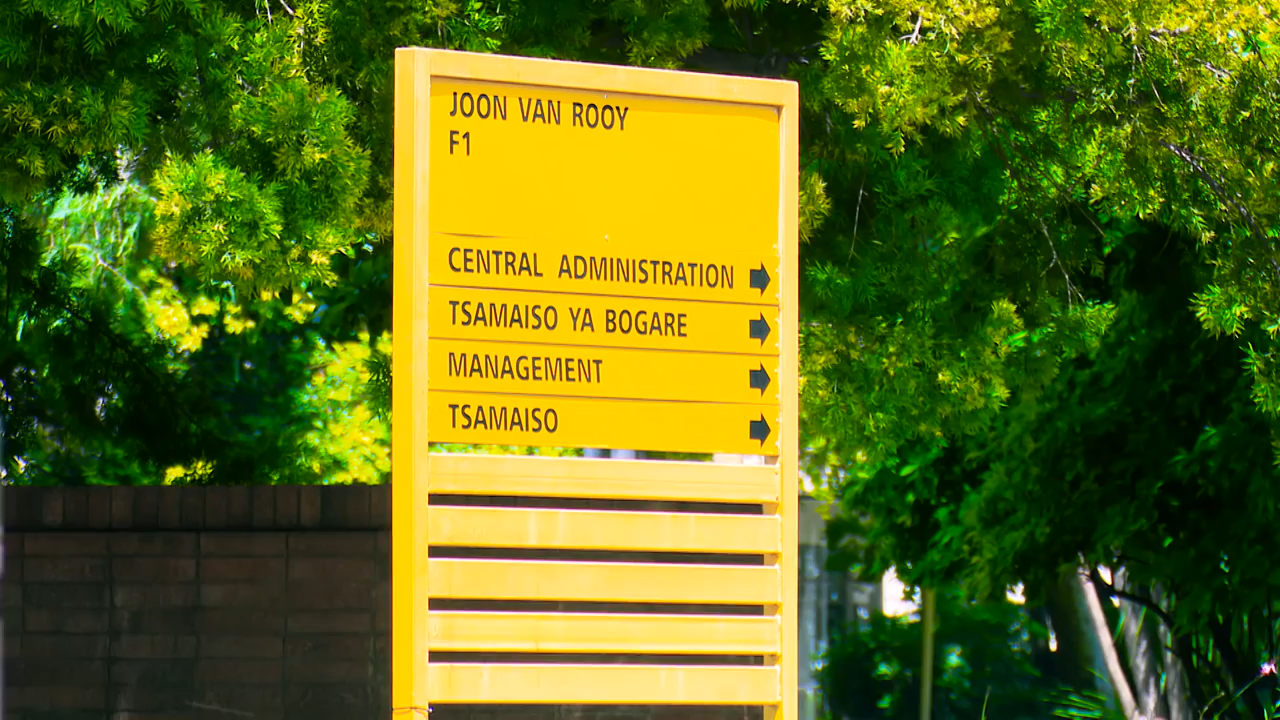 JOON VAN ROOY
F1
CENTRAL ADMINISTRATION
TSAMAISO YA BOGARE
MANAGEMENT
TSAMAISO